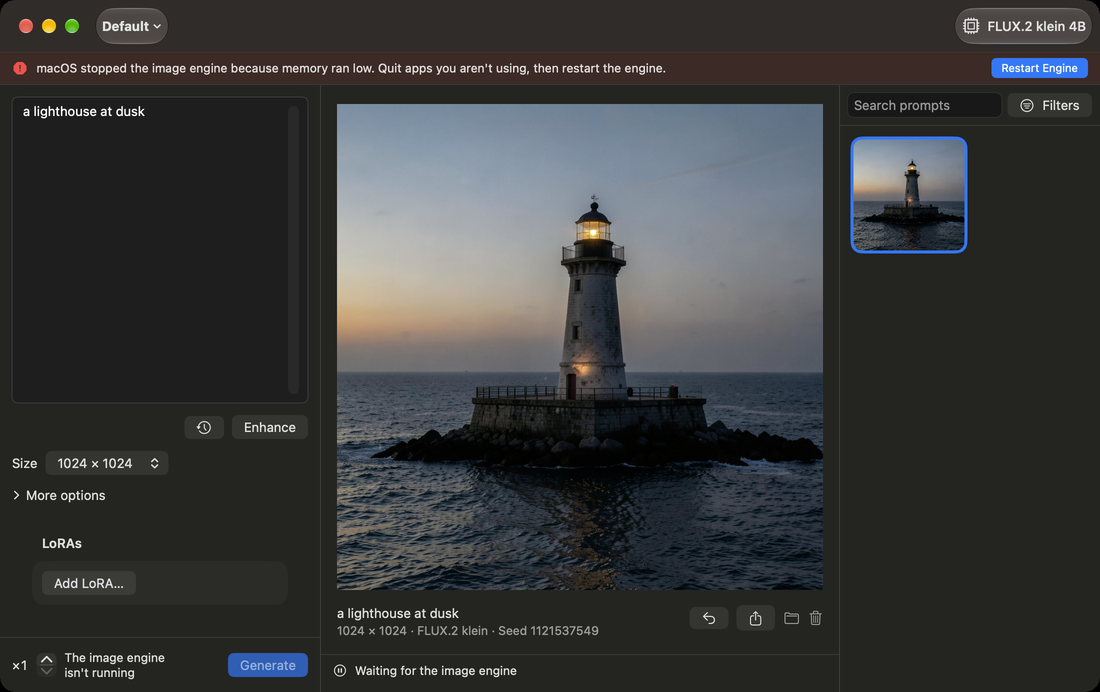 Default
FLUX.2 klein 4B
macOS stopped the image engine because memory ran low. Quit apps you aren't using, then restart the engine.
Restart Engine
a lighthouse at dusk
Enhance
Size
1024 × 1024
More options
LoRAs
Add LoRA...
×1
The image engine
isn't running
Generate
a lighthouse at dusk
1024 × 1024 · FLUX.2 klein · Seed 1121537549
Waiting for the image engine
Search prompts
Filters